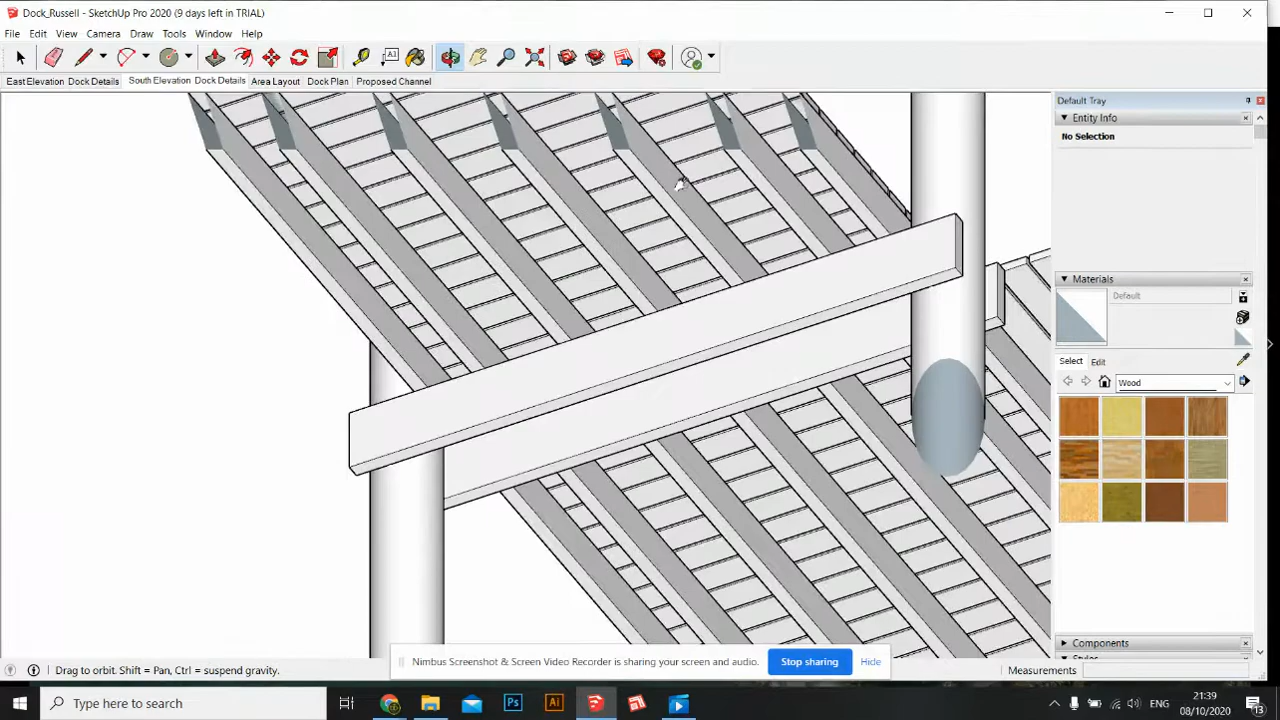 Dock_Russell - SketchUp Pro 2020 (9 days left in TRIAL)
File Edit View Camera Draw Tools Window Help
East Elevation Dock Details South Elevation Dock Details Area Layout Dock Plan Proposed Channel
Default Tray
Entity Info
No Selection
Materials
Default
Select Edit
Wood
Components
Nimbus Screenshot & Screen Video Recorder is sharing your screen and audio. Stop sharing Hide
Drag to orbit. Shift = Pan, Ctrl = suspend gravity.
Measurements
Type here to search
Ps
Ai
ENG
21:39
08/10/2020
13